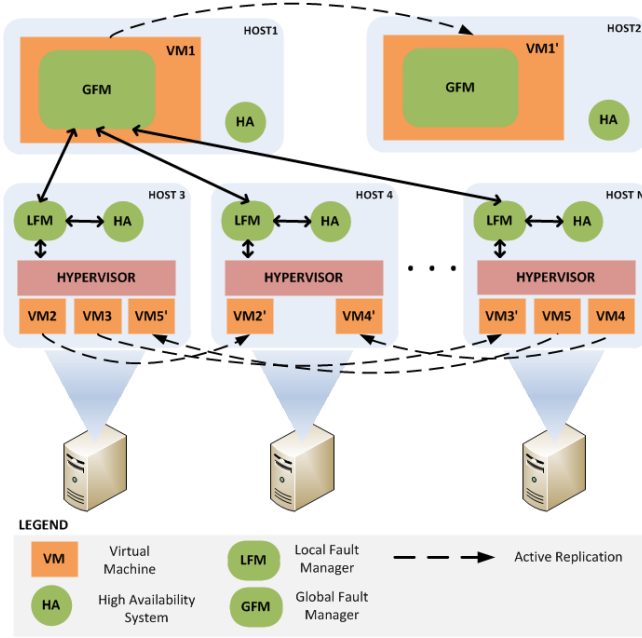 HOST1
VM1
GFM
HA
HOST2
VM1'
GFM
HA
HOST 3
LFM
HA
HYPERVISOR
VM2
VM3
VM5'
HOST 4
LFM
HA
HYPERVISOR
VM2'
VM4'
. . .
HOST N
LFM
HA
HYPERVISOR
VM3'
VM5
VM4
LEGEND
VM
Virtual
Machine
LFM
Local Fault
Manager
Active Replication
HA
High Availability
System
GFM
Global Fault
Manager